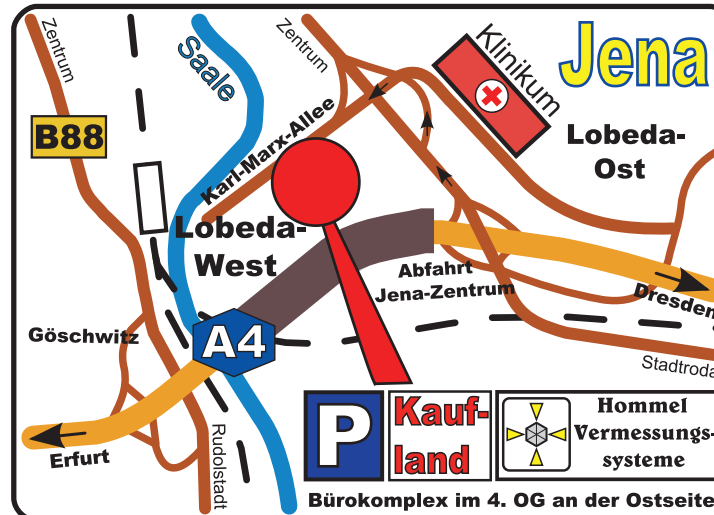 Zentrum
Saale
Zentrum
Klinikum
Jena
B88
Karl-Marx-Allee
Lobeda-
Ost
Lobeda-
West
Abfahrt
Jena-Zentrum
Dresden
Göschwitz
A4
Stadtroda
Erfurt
Rudolstadt
P
Kauf-
land
Hommel
Vermessungs-
systeme
Bürokomplex im 4. OG an der Ostseite